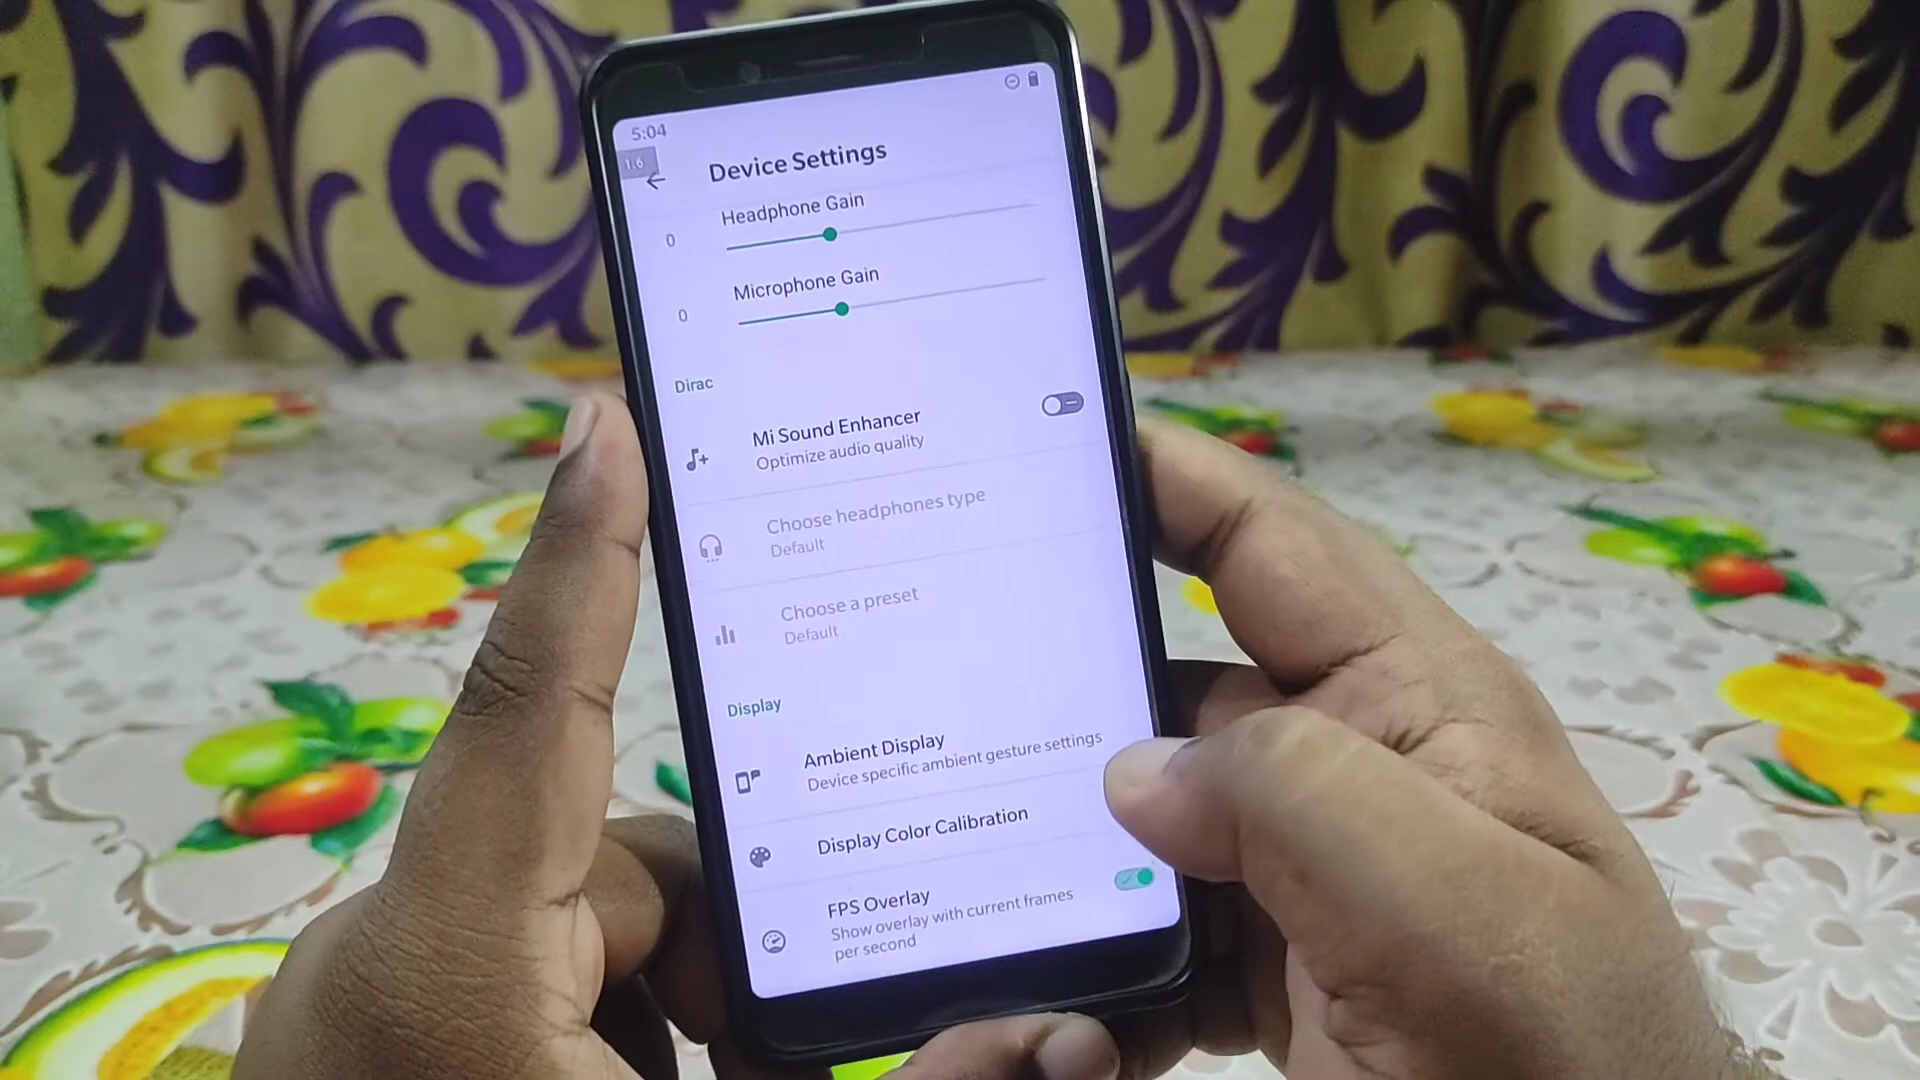 5:04
1.6
Device Settings
Headphone Gain
0
Microphone Gain
0
Dirac
Mi Sound Enhancer
Optimize audio quality
Choose headphones type
Default
Choose a preset
Default
Display
Ambient Display
Device specific ambient gesture settings
Display Color Calibration
FPS Overlay
Show overlay with current frames
per second